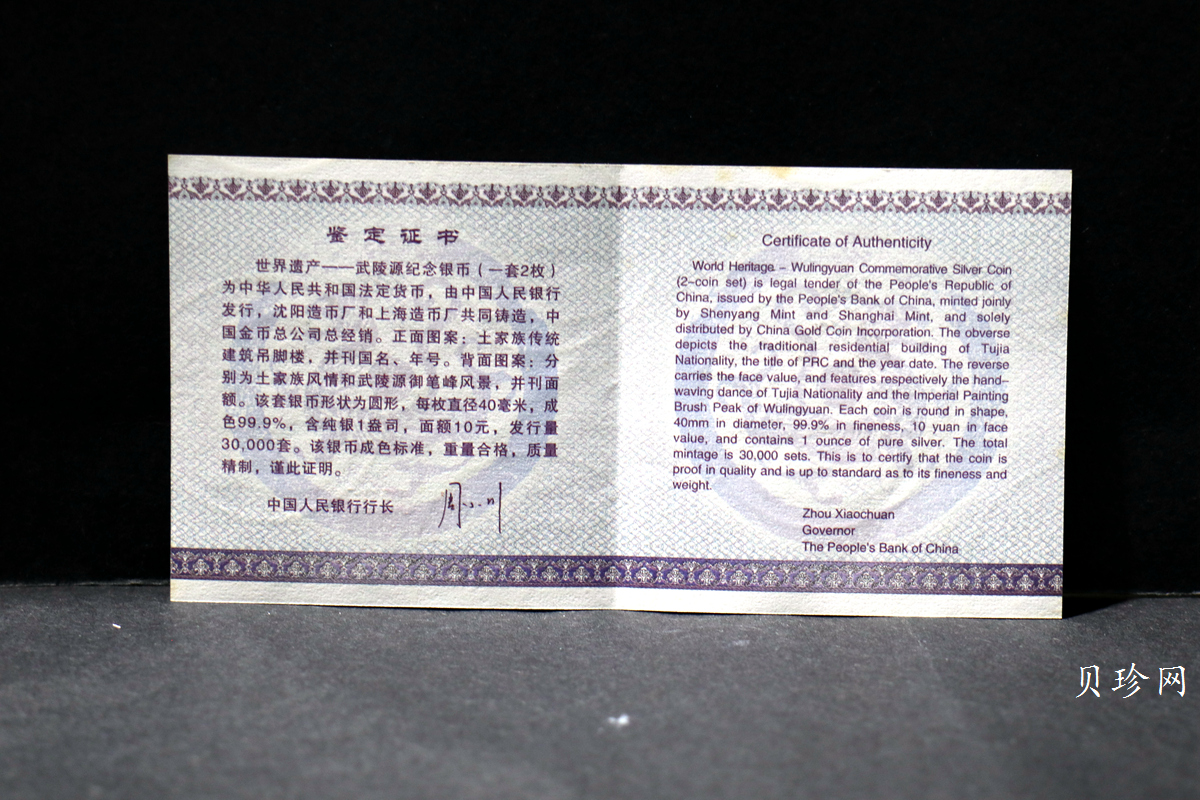 鉴定证书
世界遗产——武陵源纪念银币（一套2枚）
为中华人民共和国法定货币，由中国人民银行
发行，沈阳造币厂和上海造币厂共同铸造，中
国金币总公司总经销。正面图案：土家族传统
建筑吊脚楼，并刊国名、年号。背面图案：分
别为土家族风情和武陵源御笔峰风景，并刊面
额。该套银币形状为圆形，每枚直径40毫米，成
色99.9%，含纯银1盎司，面额10元，发行量
30,000套。该银币成色标准，重量合格，质量
精制，谨此证明。
中国人民银行行长 周小川
Certificate of Authenticity
World Heritage – Wulingyuan Commemorative Silver Coin
(2–coin set) is legal tender of the People's Republic of
China, issued by the People's Bank of China, minted joinly
by Shenyang Mint and Shanghai Mint, and solely
distributed by China Gold Coin Incorporation. The obverse
depicts the traditional residential building of Tujia
Nationality, the title of PRC and the year date. The reverse
carries the face value, and features respectively the hand–
waving dance of Tujia Nationality and the Imperial Painting
Brush Peak of Wulingyuan. Each coin is round in shape,
40mm in diameter, 99.9% in fineness, 10 yuan in face
value, and contains 1 ounce of pure silver. The total
mintage is 30,000 sets. This is to certify that the coin is
proof in quality and is up to standard as to its fineness and
weight.
Zhou Xiaochuan
Governor
The People's Bank of China
贝珍网